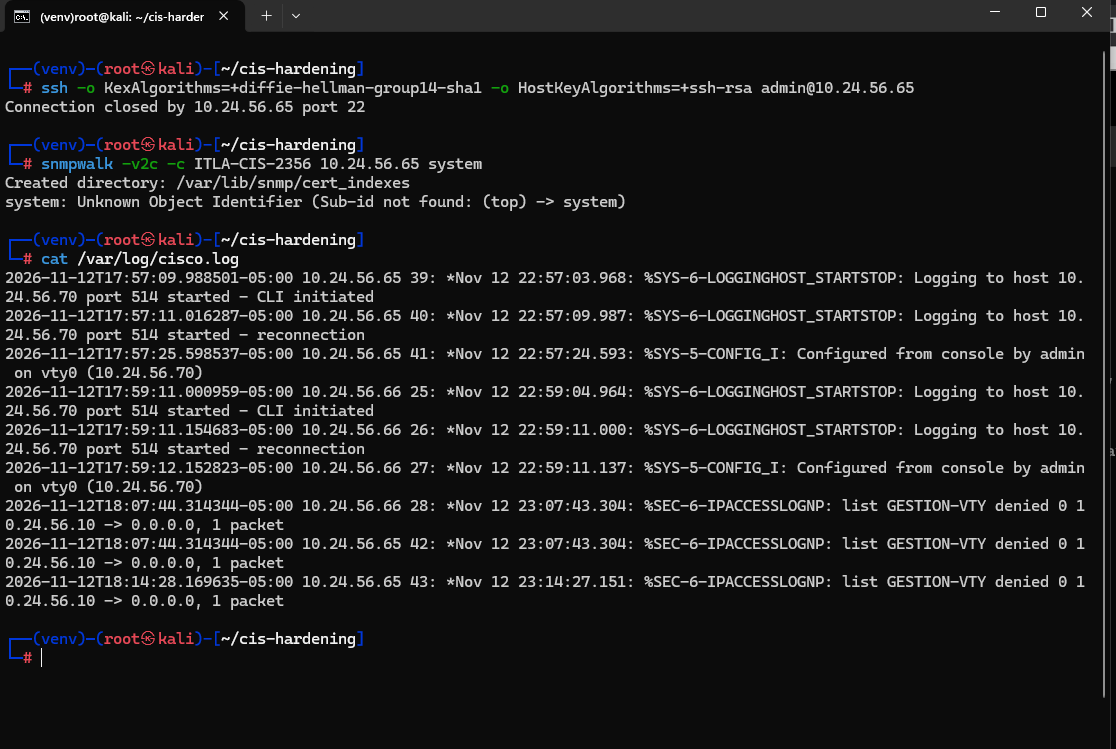 (venv)root@kali: ~/cis-harder
┌──(venv)─(root㉿kali)-[~/cis-hardening]
└─# ssh -o KexAlgorithms=+diffie-hellman-group14-sha1 -o HostKeyAlgorithms=+ssh-rsa admin@10.24.56.65
Connection closed by 10.24.56.65 port 22
┌──(venv)─(root㉿kali)-[~/cis-hardening]
└─# snmpwalk -v2c -c ITLA-CIS-2356 10.24.56.65 system
Created directory: /var/lib/snmp/cert_indexes
system: Unknown Object Identifier (Sub-id not found: (top) -> system)
┌──(venv)─(root㉿kali)-[~/cis-hardening]
└─# cat /var/log/cisco.log
2026-11-12T17:57:09.988501-05:00 10.24.56.65 39: *Nov 12 22:57:03.968: %SYS-6-LOGGINGHOST_STARTSTOP: Logging to host 10.
24.56.70 port 514 started - CLI initiated
2026-11-12T17:57:11.016287-05:00 10.24.56.65 40: *Nov 12 22:57:09.987: %SYS-6-LOGGINGHOST_STARTSTOP: Logging to host 10.
24.56.70 port 514 started - reconnection
2026-11-12T17:57:25.598537-05:00 10.24.56.65 41: *Nov 12 22:57:24.593: %SYS-5-CONFIG_I: Configured from console by admin
 on vty0 (10.24.56.70)
2026-11-12T17:59:11.000959-05:00 10.24.56.66 25: *Nov 12 22:59:04.964: %SYS-6-LOGGINGHOST_STARTSTOP: Logging to host 10.
24.56.70 port 514 started - CLI initiated
2026-11-12T17:59:11.154683-05:00 10.24.56.66 26: *Nov 12 22:59:11.000: %SYS-6-LOGGINGHOST_STARTSTOP: Logging to host 10.
24.56.70 port 514 started - reconnection
2026-11-12T17:59:12.152823-05:00 10.24.56.66 27: *Nov 12 22:59:11.137: %SYS-5-CONFIG_I: Configured from console by admin
 on vty0 (10.24.56.70)
2026-11-12T18:07:44.314344-05:00 10.24.56.66 28: *Nov 12 23:07:43.304: %SEC-6-IPACCESSLOGNP: list GESTION-VTY denied 0 1
0.24.56.10 -> 0.0.0.0, 1 packet
2026-11-12T18:07:44.314344-05:00 10.24.56.65 42: *Nov 12 23:07:43.304: %SEC-6-IPACCESSLOGNP: list GESTION-VTY denied 0 1
0.24.56.10 -> 0.0.0.0, 1 packet
2026-11-12T18:14:28.169635-05:00 10.24.56.65 43: *Nov 12 23:14:27.151: %SEC-6-IPACCESSLOGNP: list GESTION-VTY denied 0 1
0.24.56.10 -> 0.0.0.0, 1 packet
┌──(venv)─(root㉿kali)-[~/cis-hardening]
└─#